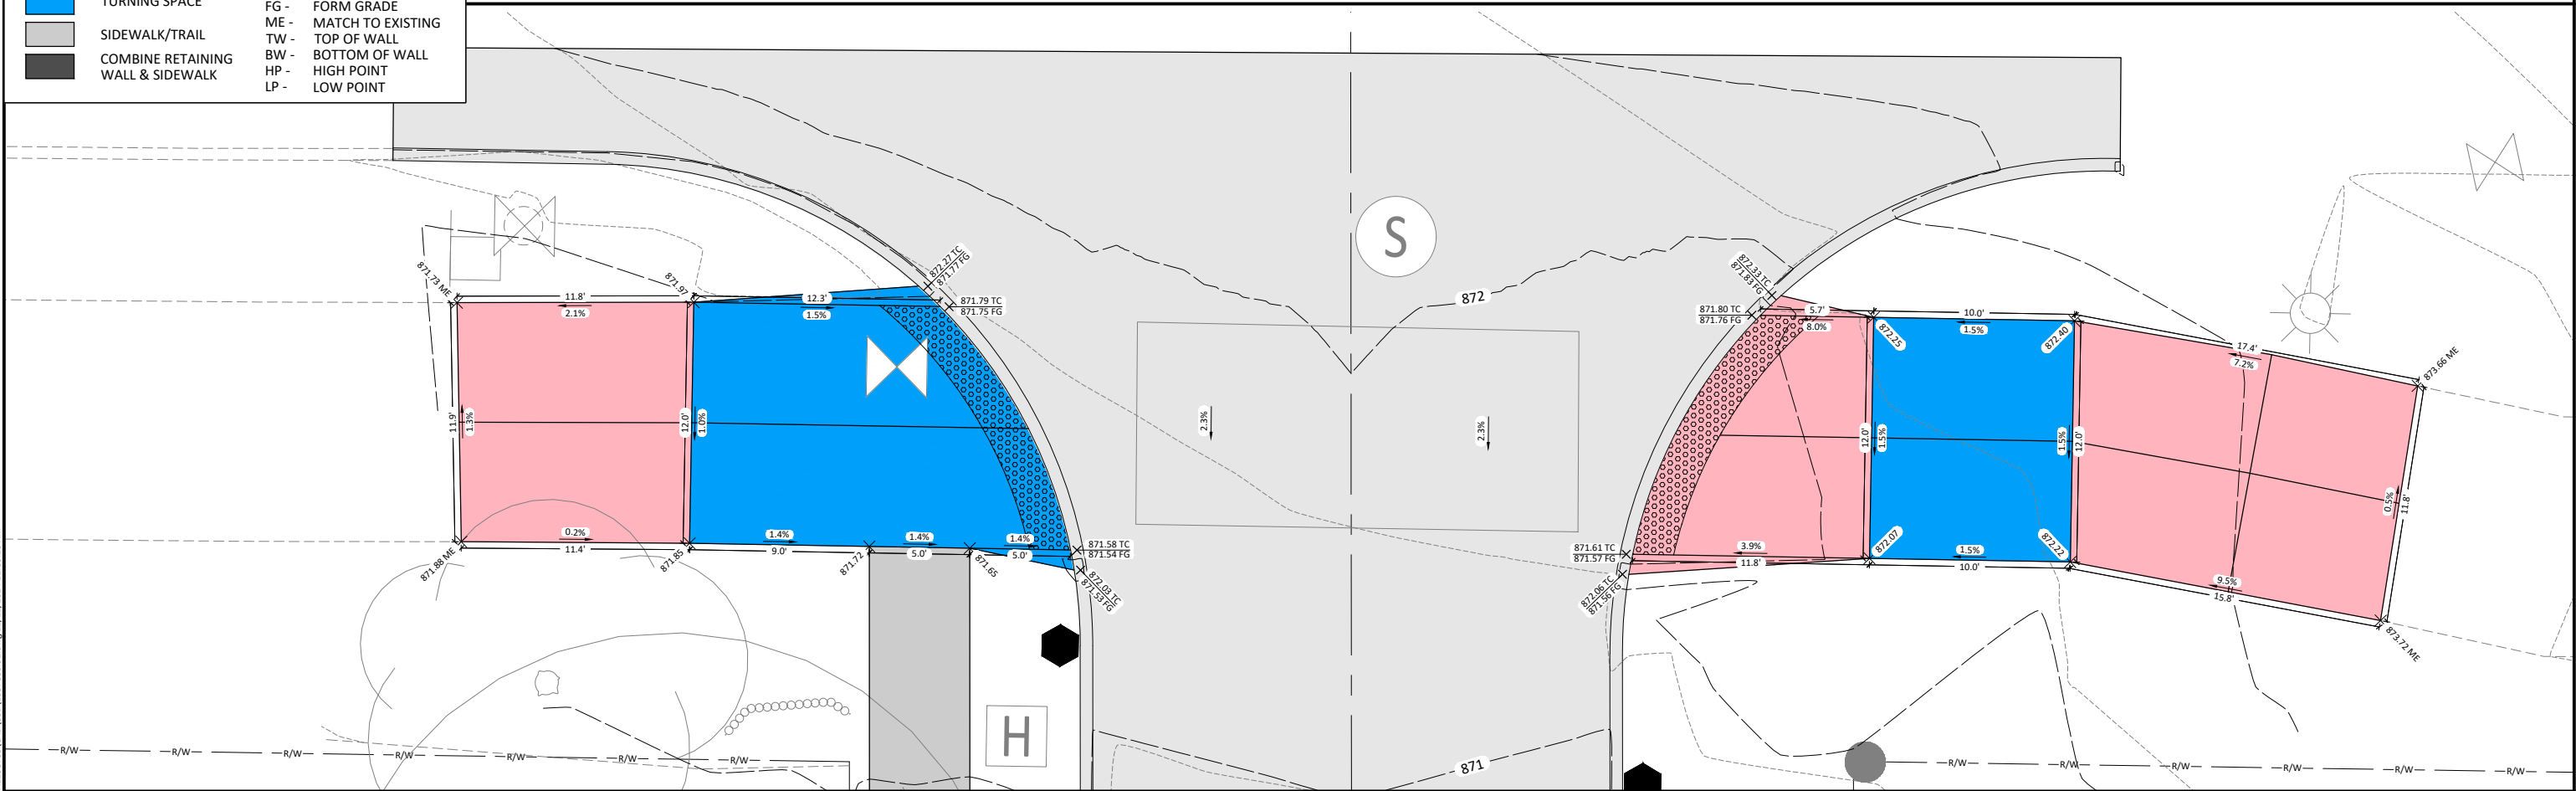 TURNING SPACE
SIDEWALK/TRAIL
COMBINE RETAINING
WALL & SIDEWALK
FG - FORM GRADE
ME - MATCH TO EXISTING
TW - TOP OF WALL
BW - BOTTOM OF WALL
HP - HIGH POINT
LP - LOW POINT
871.73 ME
11.8'
2.1%
871.97
12.3'
1.5%
872.27 TC
871.77 FG
871.79 TC
871.75 FG
11.9'
1.3%
12.0'
1.0%
871.88 ME
0.2%
11.4'
871.85
1.4%
9.0'
871.72
1.4%
5.0'
871.65
1.4%
5.0'
871.58 TC
871.54 FG
872.03 TC
871.53 FG
S
872
2.3%
2.3%
872.33 TC
871.83 FG
871.80 TC
871.76 FG
5.7'
8.0%
872.25
10.0'
1.5%
872.40
17.4'
7.2%
873.66 ME
12.0'
1.5%
1.5%
12.0'
0.5%
11.8'
871.61 TC
871.57 FG
872.06 TC
871.56 FG
3.9%
11.8'
872.07
1.5%
10.0'
872.22
9.5%
15.8'
873.72 ME
H
871
R/W R/W R/W R/W R/W R/W R/W
R/W R/W R/W R/W R/W R/W